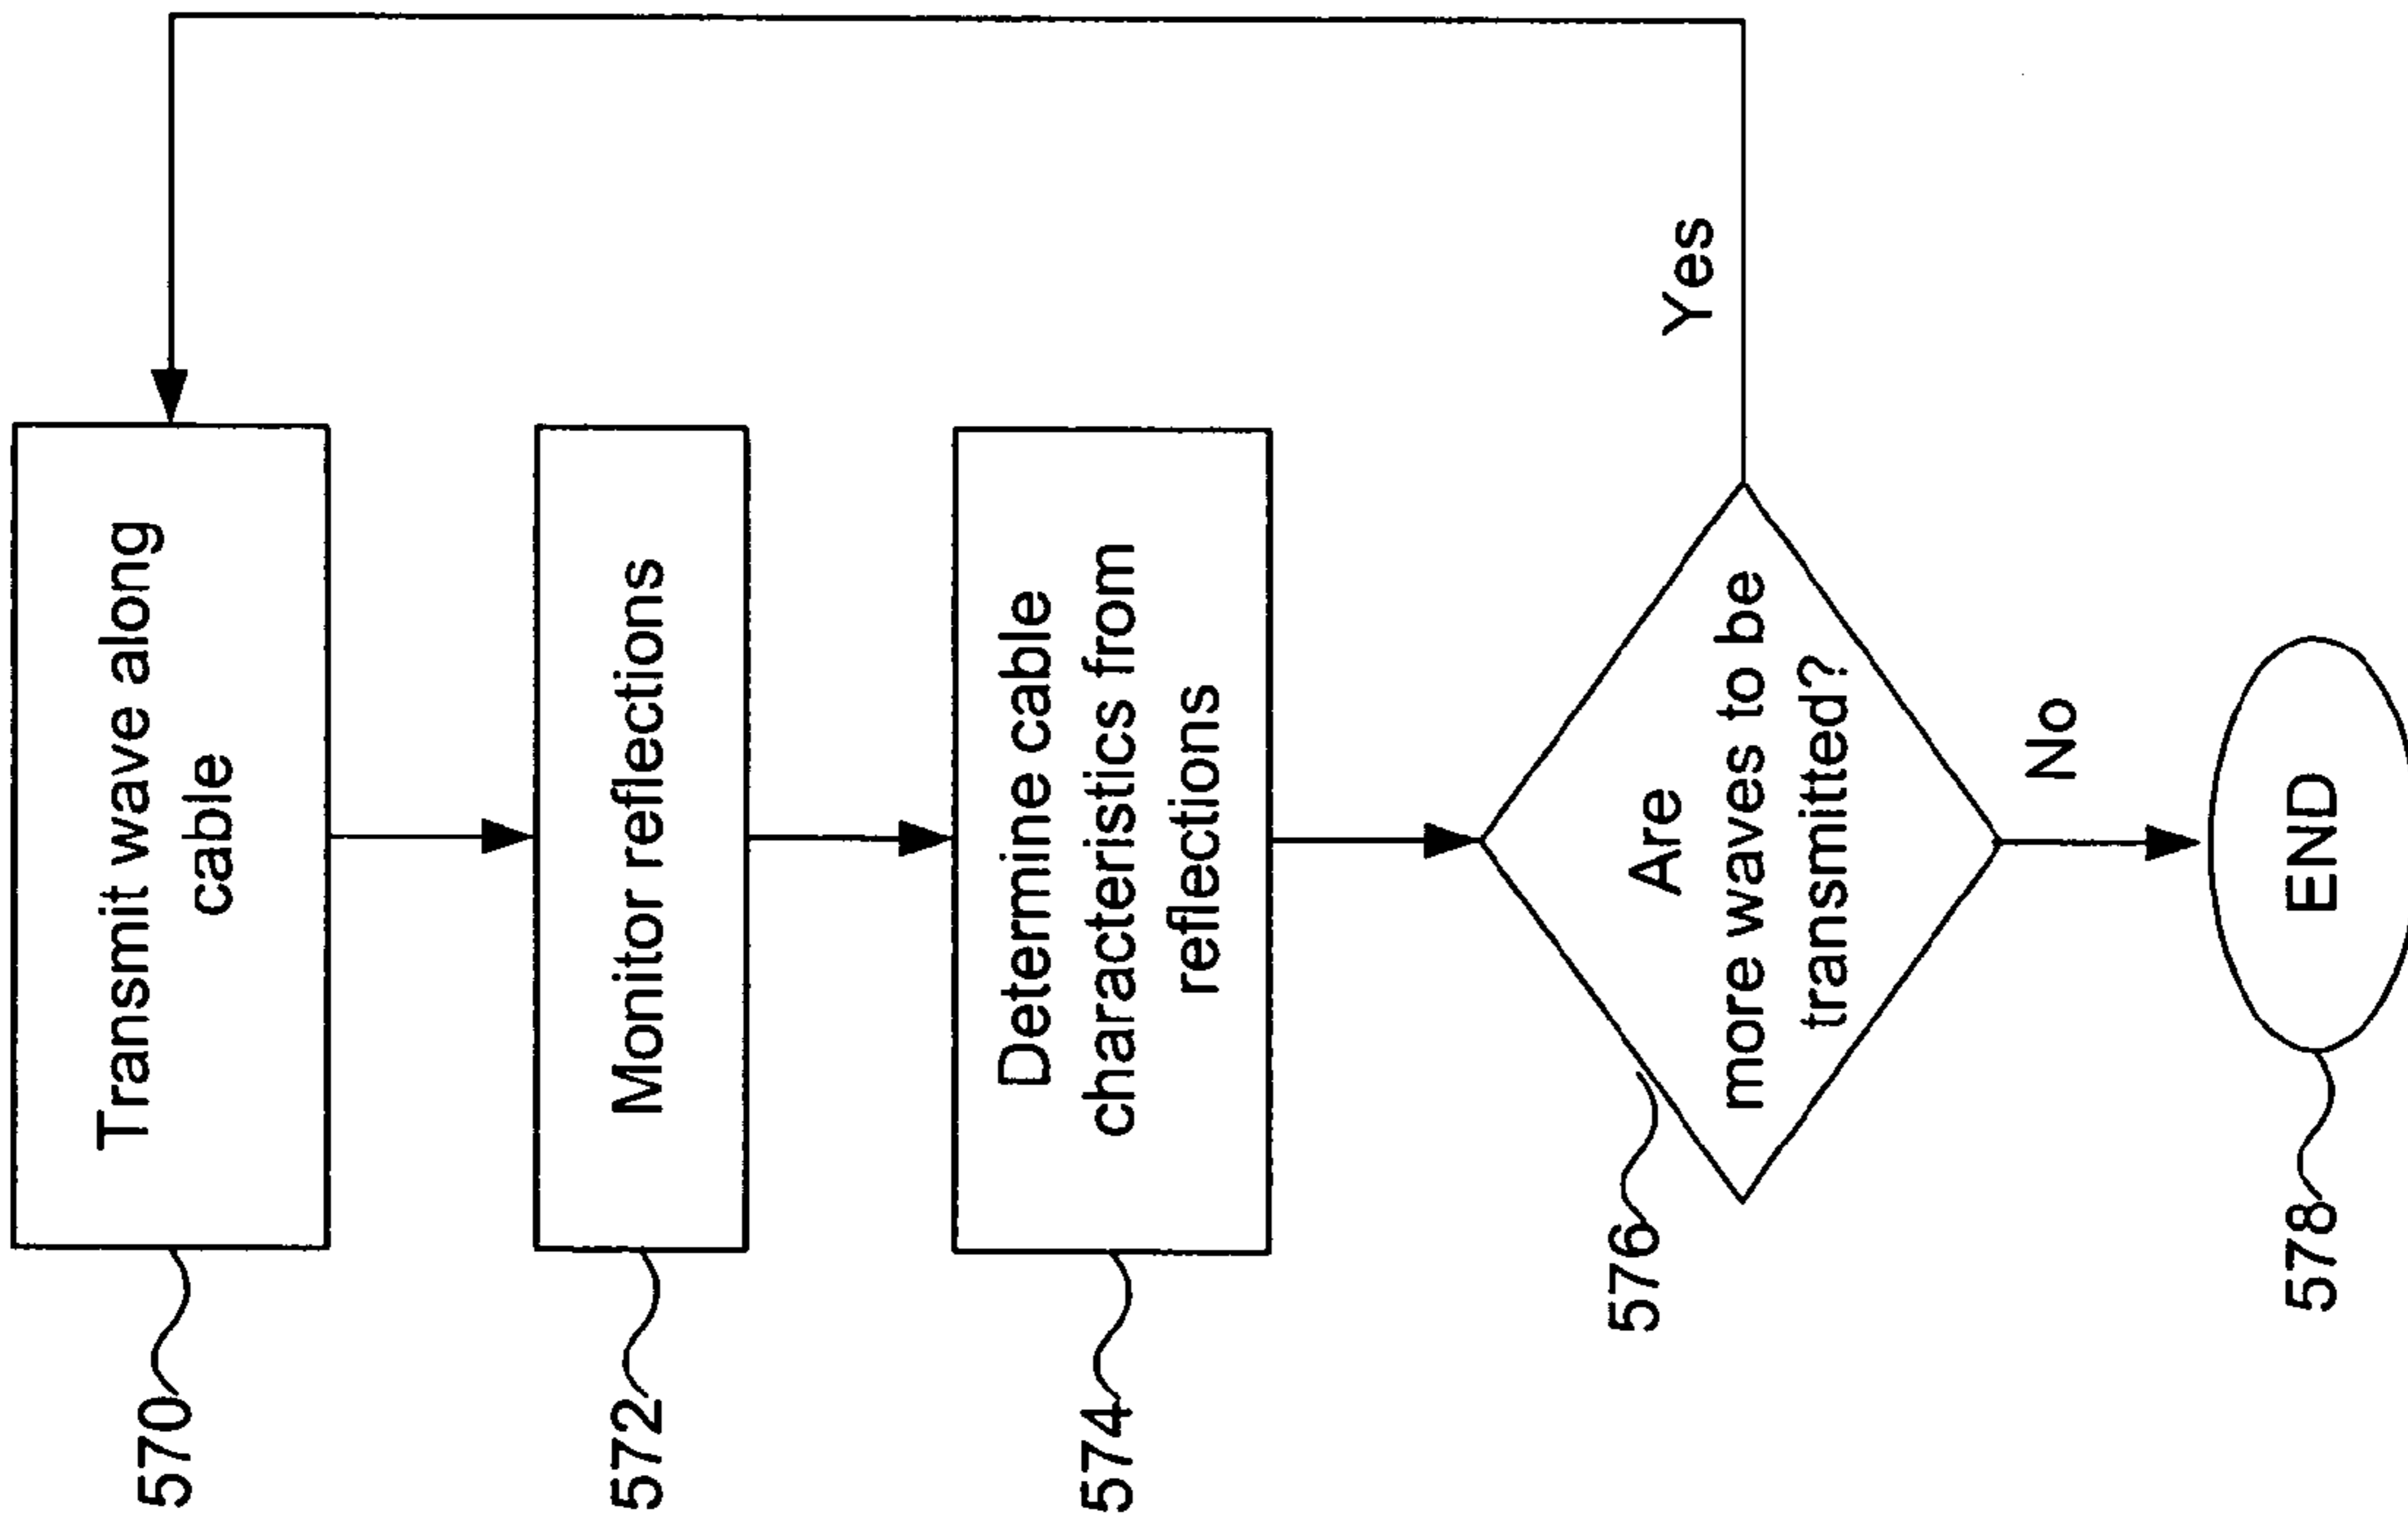 570
Transmit wave along
cable
572
Monitor reflections
574
Determine cable
characteristics from
reflections
576
Are
more waves to be
transmitted?
Yes
No
578
END